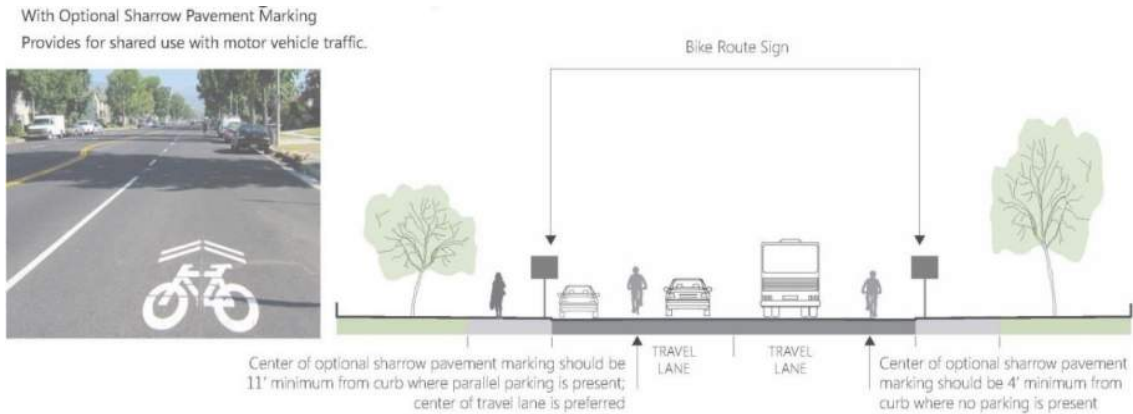 With Optional Sharrow Pavement Marking
Provides for shared use with motor vehicle traffic.
Bike Route Sign
Center of optional sharrow pavement marking should be
11' minimum from curb where parallel parking is present;
center of travel lane is preferred
TRAVEL
LANE
TRAVEL
LANE
Center of optional sharrow pavement
marking should be 4' minimum from
curb where no parking is present